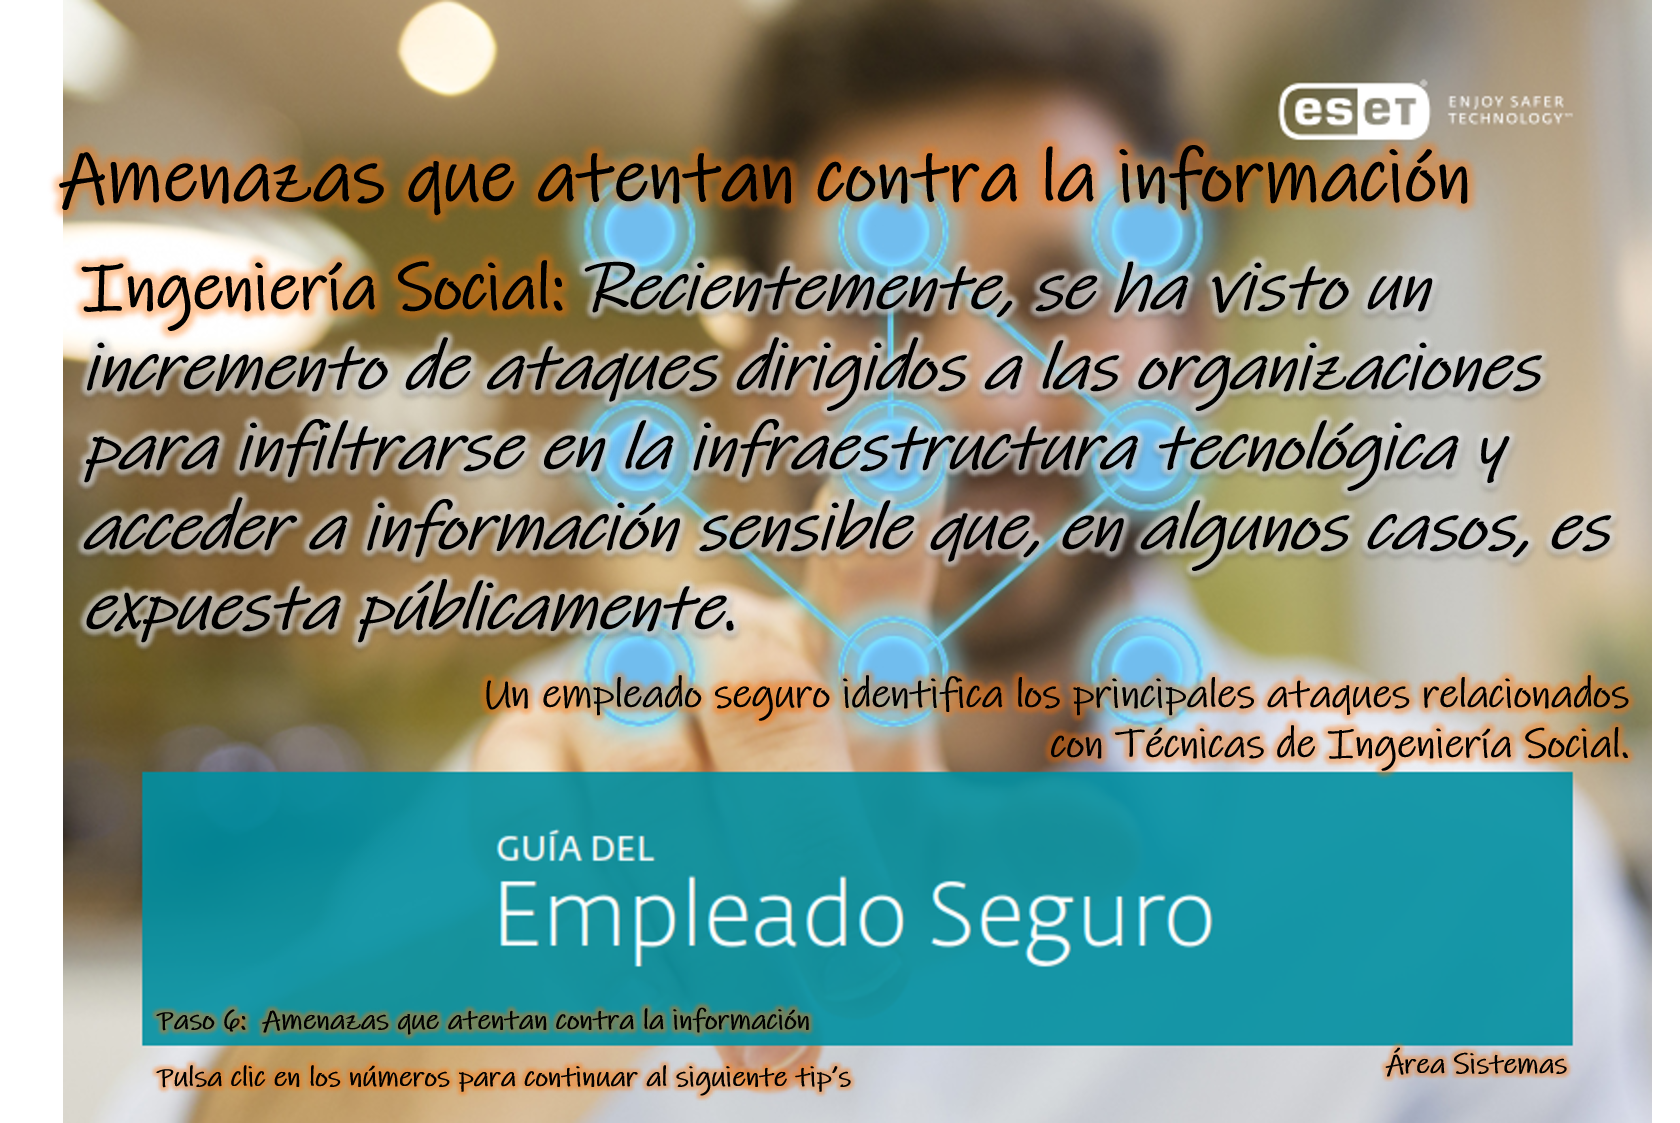 eseT ENJOY SAFER
TECHNOLOGY
Amenazas que atentan contra la información
Ingeniería Social: Recientemente, se ha visto un
incremento de ataques dirigidos a las organizaciones
para infiltrarse en la infraestructura tecnológica y
acceder a información sensible que, en algunos casos, es
expuesta públicamente.
Un empleado seguro identifica los principales ataques relacionados
con Técnicas de Ingeniería Social.
GUÍA DEL
Empleado Seguro
Paso 6: Amenazas que atentan contra la información
Pulsa clic en los números para continuar al siguiente tip's
Área Sistemas